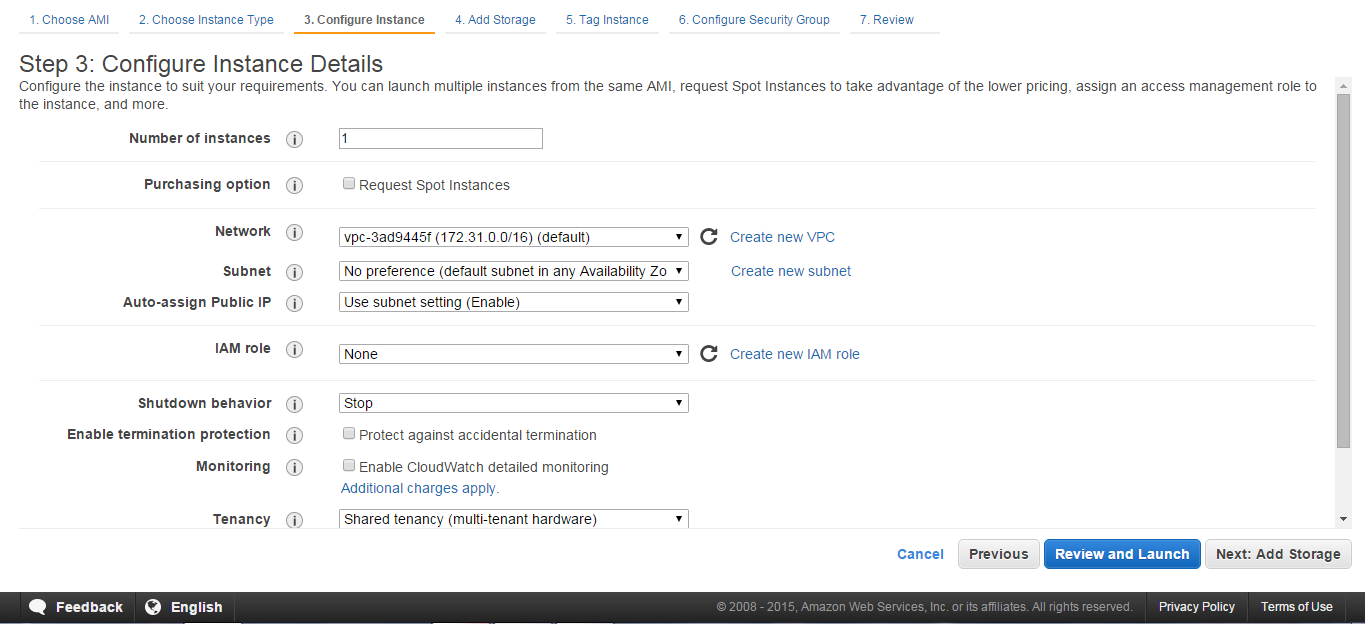 1. Choose AMI 2. Choose Instance Type 3. Configure Instance 4. Add Storage 5. Tag Instance 6. Configure Security Group 7. Review
Step 3: Configure Instance Details
Configure the instance to suit your requirements. You can launch multiple instances from the same AMI, request Spot Instances to take advantage of the lower pricing, assign an access management role to
the instance, and more.
Number of instances 1
Purchasing option Request Spot Instances
Network vpc-3ad9445f (172.31.0.0/16) (default) Create new VPC
Subnet No preference (default subnet in any Availability Zo Create new subnet
Auto-assign Public IP Use subnet setting (Enable)
IAM role None Create new IAM role
Shutdown behavior Stop
Enable termination protection Protect against accidental termination
Monitoring Enable CloudWatch detailed monitoring
Additional charges apply.
Tenancy Shared tenancy (multi-tenant hardware)
Cancel Previous Review and Launch Next: Add Storage
Feedback English © 2008 - 2015, Amazon Web Services, Inc. or its affiliates. All rights reserved. Privacy Policy Terms of Use